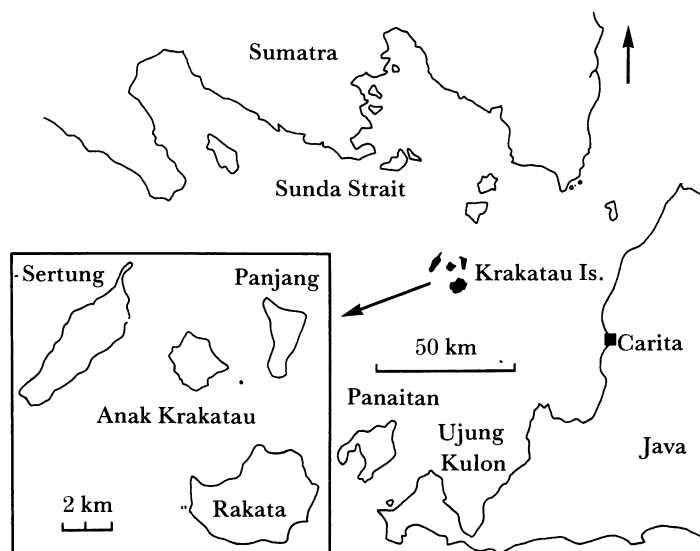 Sumatra
Sunda Strait
Sertung
Panjang
Krakatau Is.
50 km
Carita
Anak Krakatau
Panaitan
Ujung
Kulon
Java
2 km
Rakata